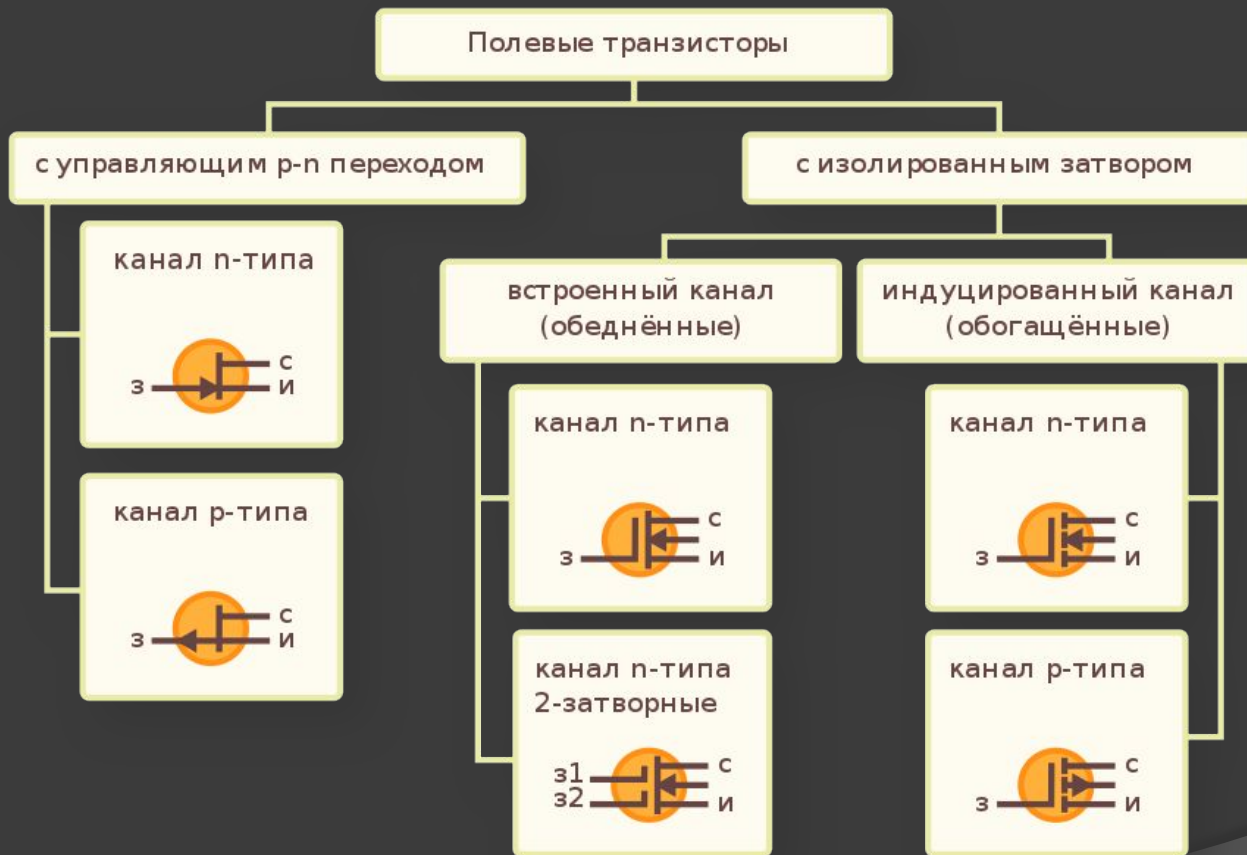 Полевые транзисторы
с управляющим p-n переходом
с изолированным затвором
канал n-типа
з
с
и
канал p-типа
з
с
и
встроенный канал
(обеднённые)
индуцированный канал
(обогащённые)
канал n-типа
з
с
и
канал n-типа
2-затворные
з1
з2
с
и
канал n-типа
з
с
и
канал p-типа
з
с
и